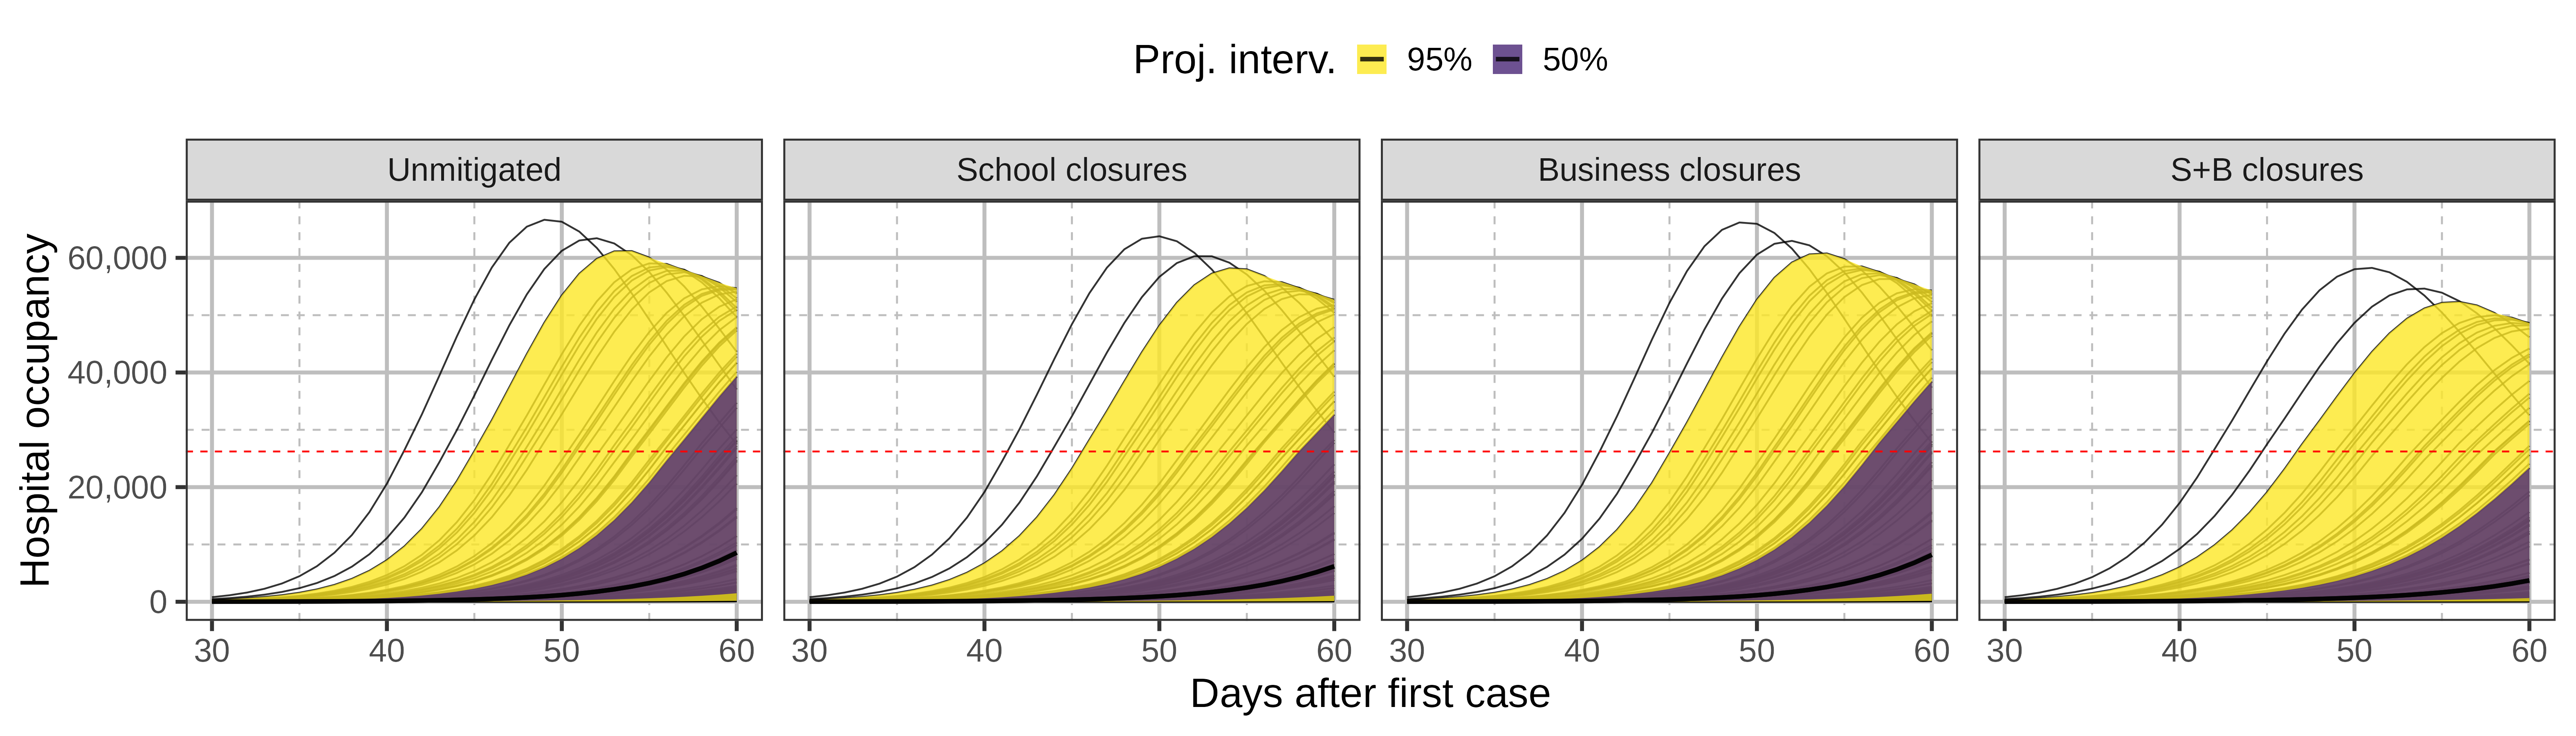 Proj. interv. 95% 50%
Unmitigated
School closures
Business closures
S+B closures
Hospital occupancy
60,000
40,000
20,000
0
30 40 50 60
30 40 50 60
30 40 50 60
30 40 50 60
Days after first case